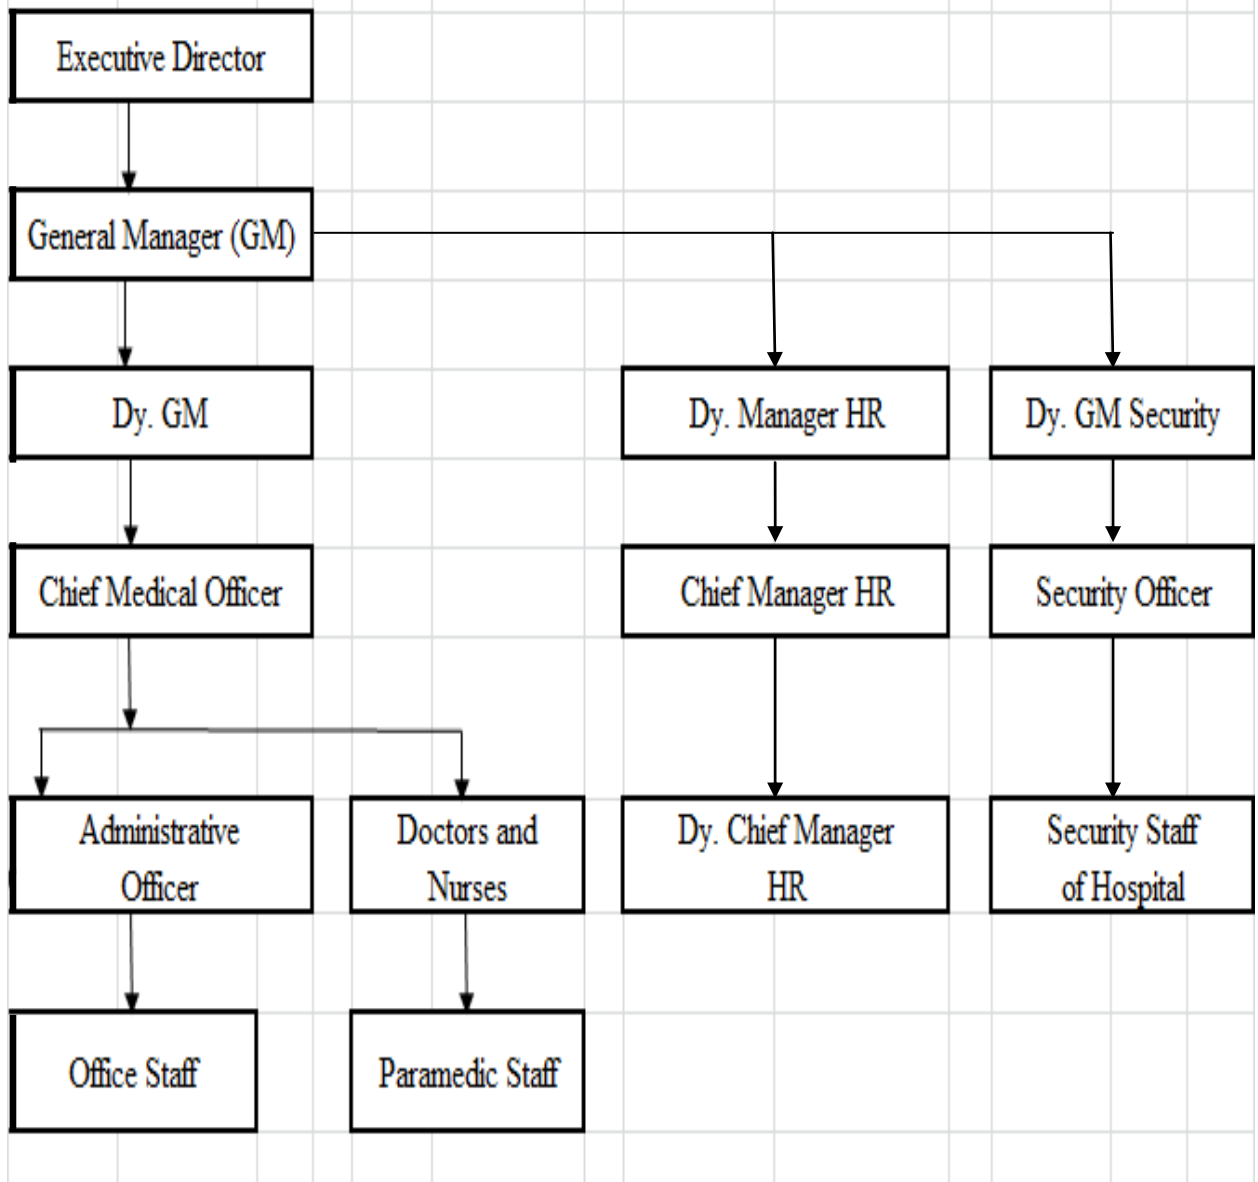 Executive Director
General Manager (GM)
Dy. GM
Dy. Manager HR
Dy. GM Security
Chief Medical Officer
Chief Manager HR
Security Officer
Administrative
Officer
Doctors and
Nurses
Dy. Chief Manager
HR
Security Staff
of Hospital
Office Staff
Paramedic Staff